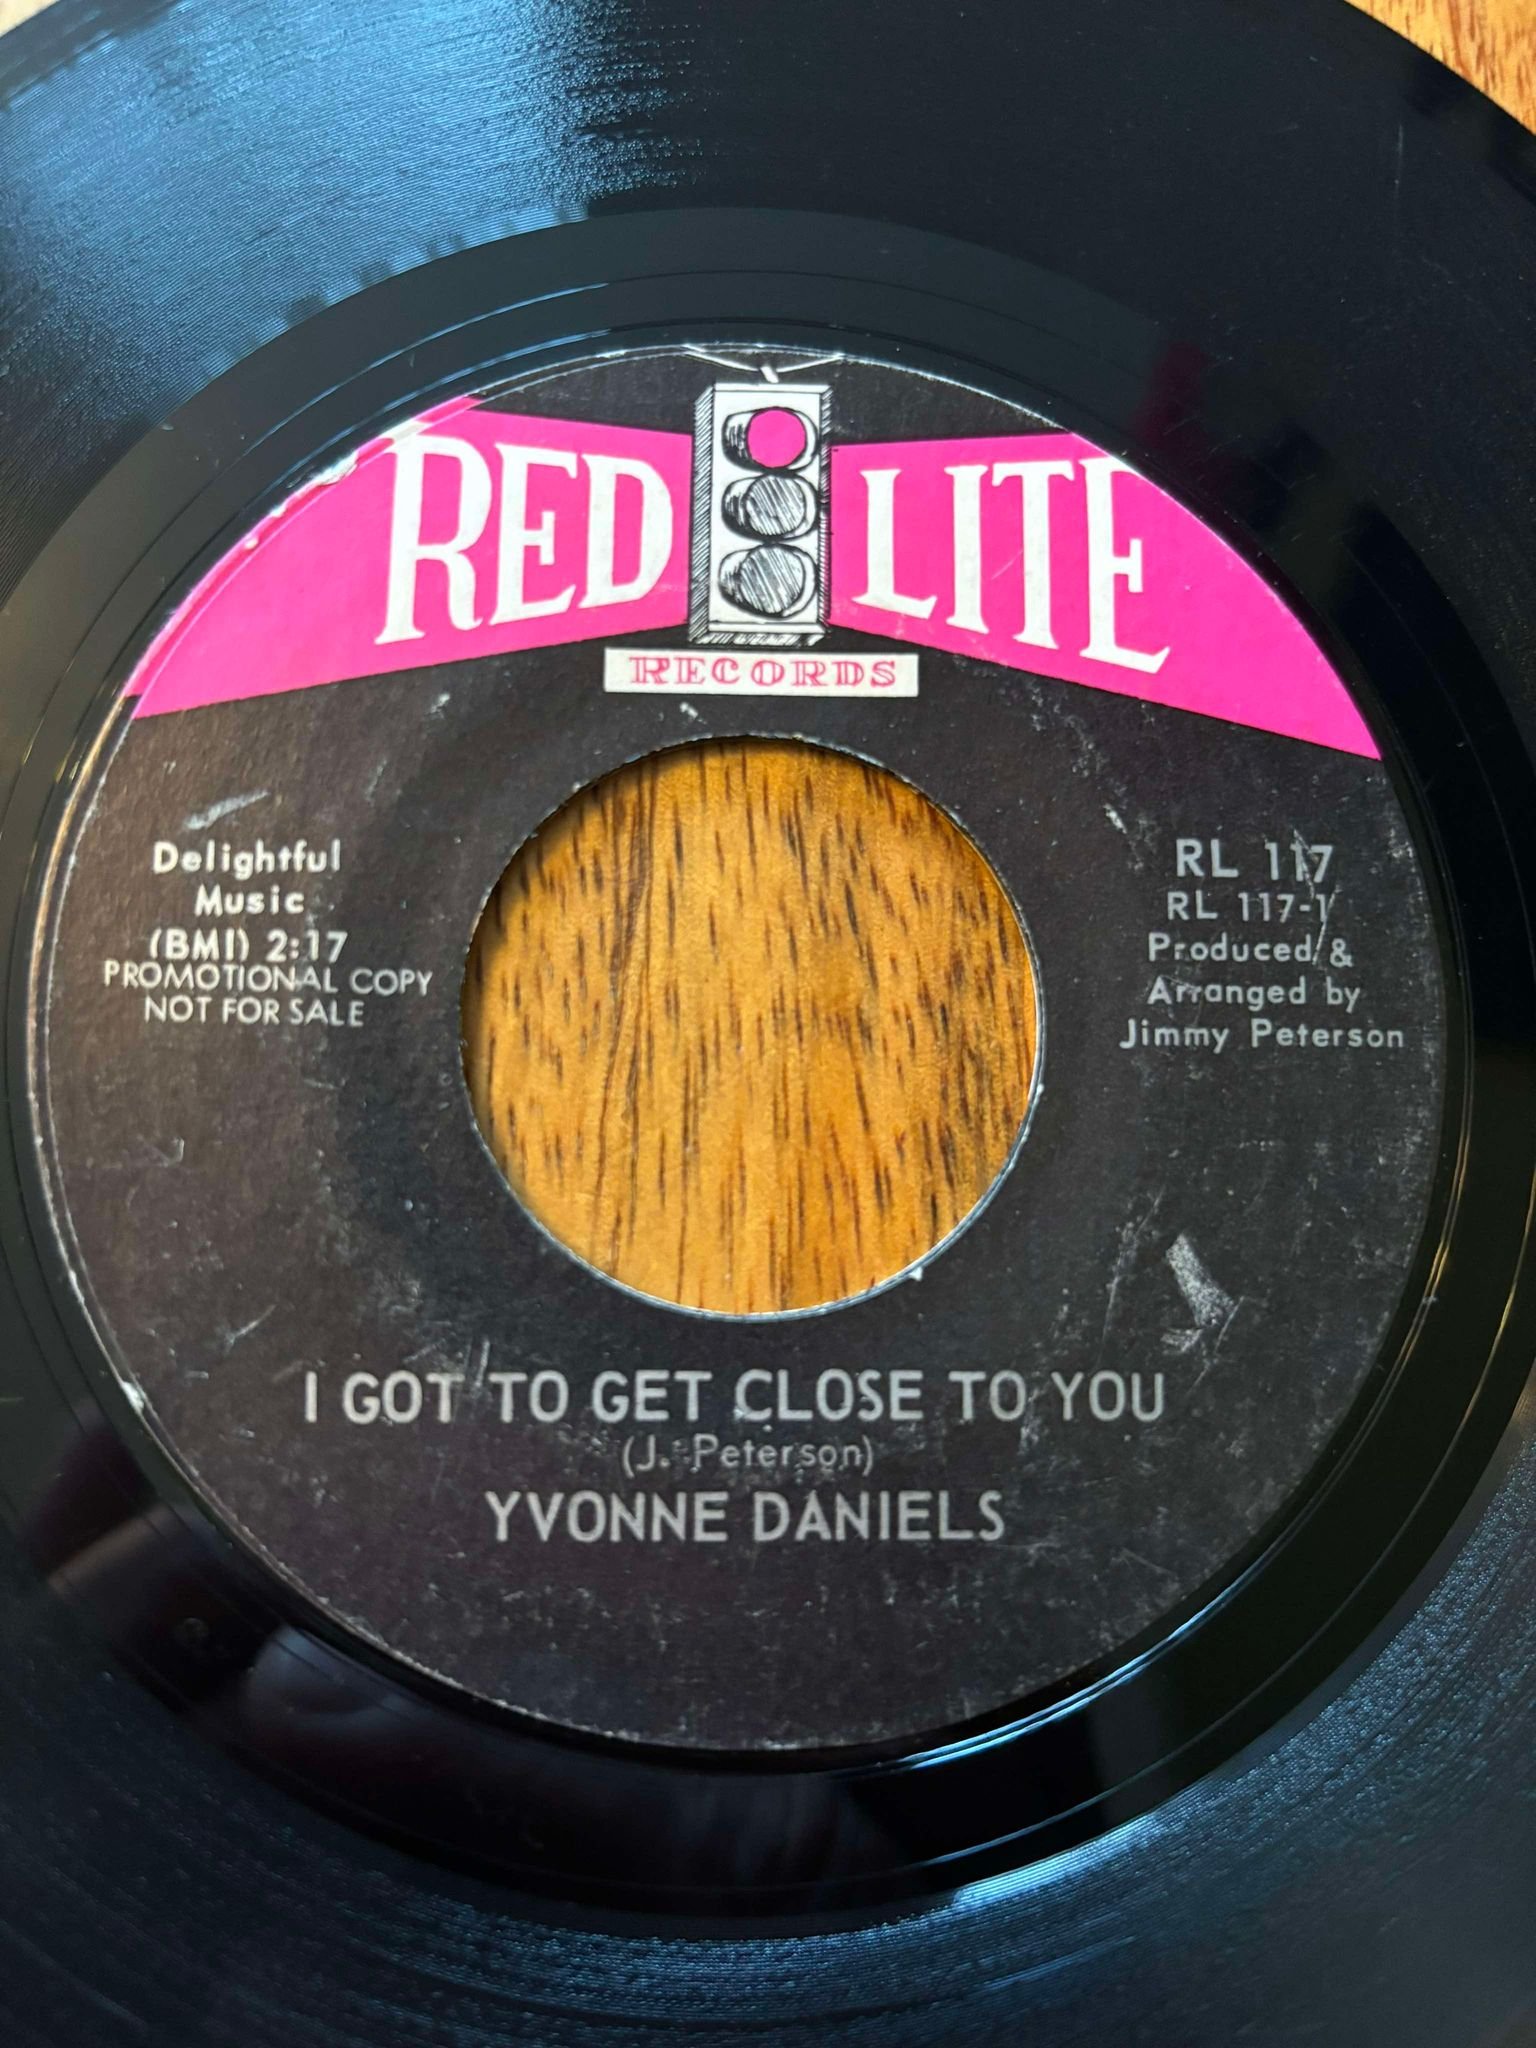 RED LITE
RECORDS
Delightful
Music
(BMI) 2:17
PROMOTIONAL COPY
NOT FOR SALE
RL 117
RL 117-1
Produced &
Arranged by
Jimmy Peterson
I GOT TO GET CLOSE TO YOU
(J. Peterson)
YVONNE DANIELS